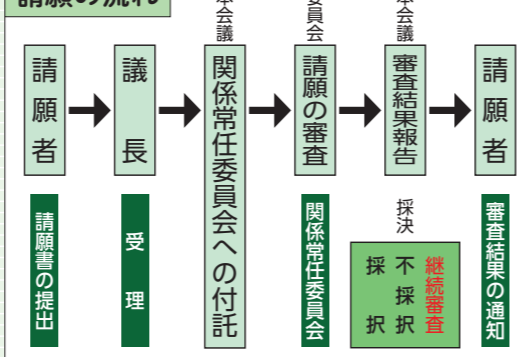 請願の流れ
請願者
請願書の提出
議長
受理
本会議
関係常任委員会への付託
委員会
請願の審査
関係常任委員会
本会議
審査結果報告
採決
継続審査
不採択
採択
請願者
審査結果の通知